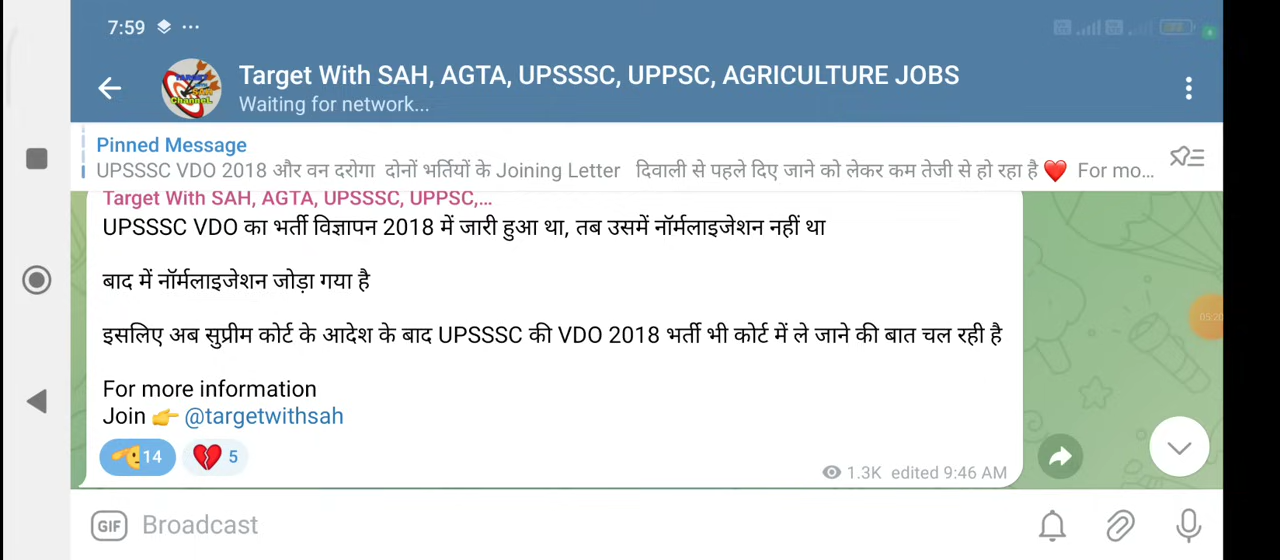 7:59
Target With SAH, AGTA, UPSSSC, UPPSC, AGRICULTURE JOBS
Waiting for network...
Pinned Message
UPSSSC VDO 2018 और वन दरोगा दोनों भर्तियों के Joining Letter दिवाली से पहले दिए जाने को लेकर कम तेजी से हो रहा है ❤️ For mo...
Target With SAH, AGTA, UPSSSC, UPPSC,...
UPSSSC VDO का भर्ती विज्ञापन 2018 में जारी हुआ था, तब उसमें नॉर्मलाइजेशन नहीं था
बाद में नॉर्मलाइजेशन जोड़ा गया है
इसलिए अब सुप्रीम कोर्ट के आदेश के बाद UPSSSC की VDO 2018 भर्ती भी कोर्ट में ले जाने की बात चल रही है
For more information
Join 👉 @targetwithsah
14 💔 5
1.3K edited 9:46 AM
GIF Broadcast
05:20